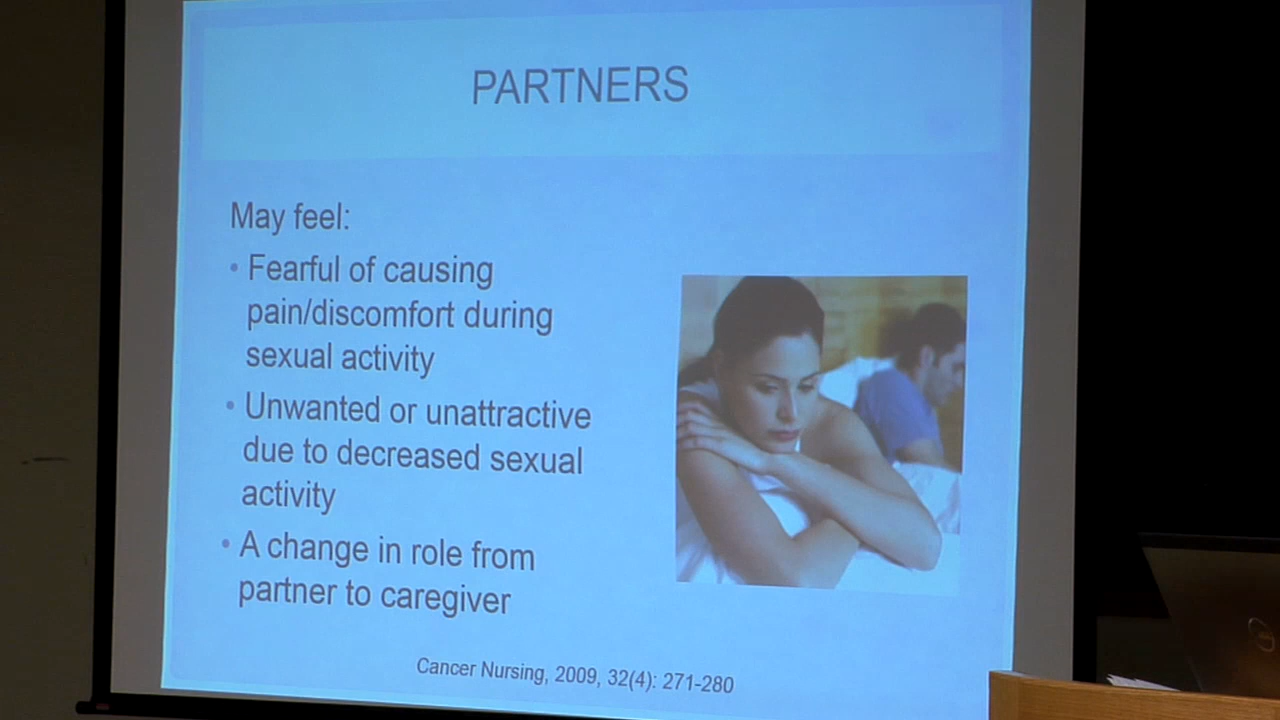 PARTNERS
May feel:
• Fearful of causing
pain/discomfort during
sexual activity
• Unwanted or unattractive
due to decreased sexual
activity
• A change in role from
partner to caregiver
Cancer Nursing, 2009, 32(4): 271-280